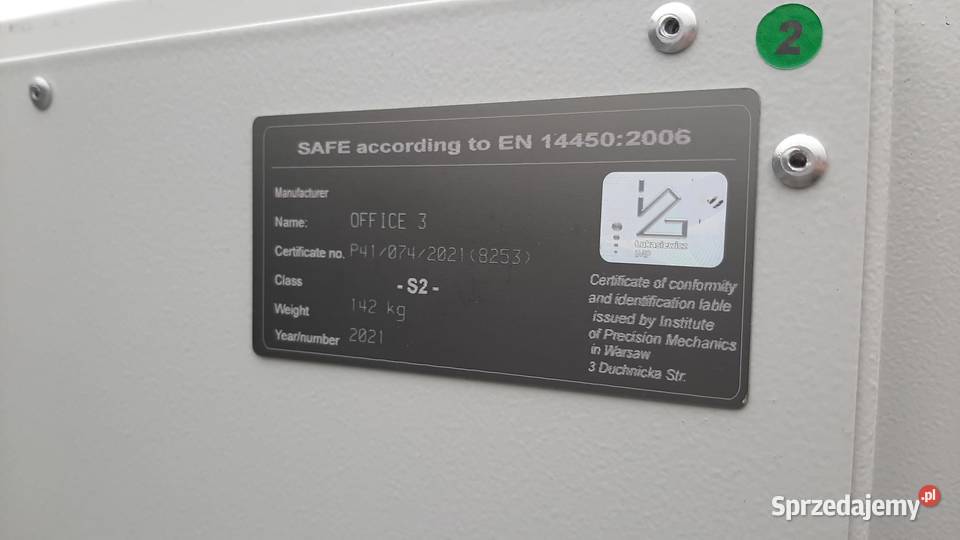 2
SAFE according to EN 14450:2006
Manufacturer
Name: OFFICE 3
Certificate no. P41/074/2021(8253)
Class - S2 -
Weight 142 kg
Year/number 2021
Łukasiewicz
IMP
Certificate of conformity
and identification lable
issued by Institute
of Precision Mechanics
in Warsaw
3 Duchnicka Str.
Sprzedajemy.pl